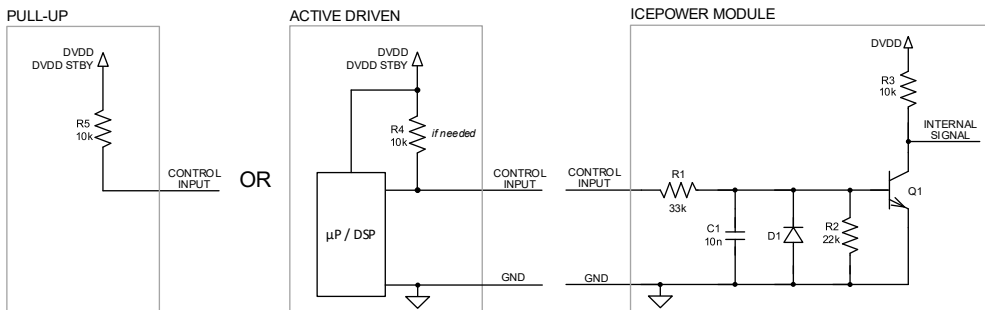 PULL-UP
DVDD
DVDD STBY
R5
10k
CONTROL
INPUT
OR
ACTIVE DRIVEN
DVDD
DVDD STBY
R4
10k
if needed
µP / DSP
CONTROL
INPUT
GND
ICEPOWER MODULE
CONTROL
INPUT
R1
33k
C1
10n
D1
R2
22k
DVDD
R3
10k
INTERNAL
SIGNAL
Q1
GND